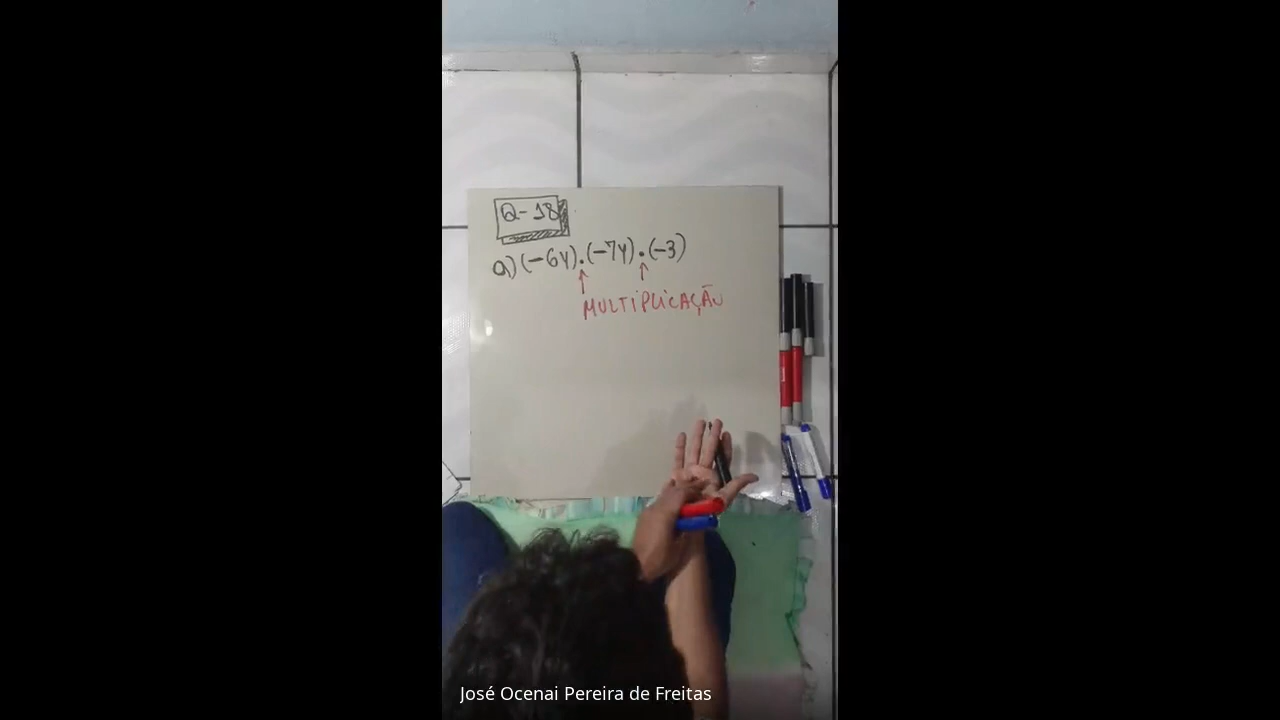 Q-18
a) (-6y).(-7y).(-3)
MULTIPLICAÇÃO
José Ocenai Pereira de Freitas